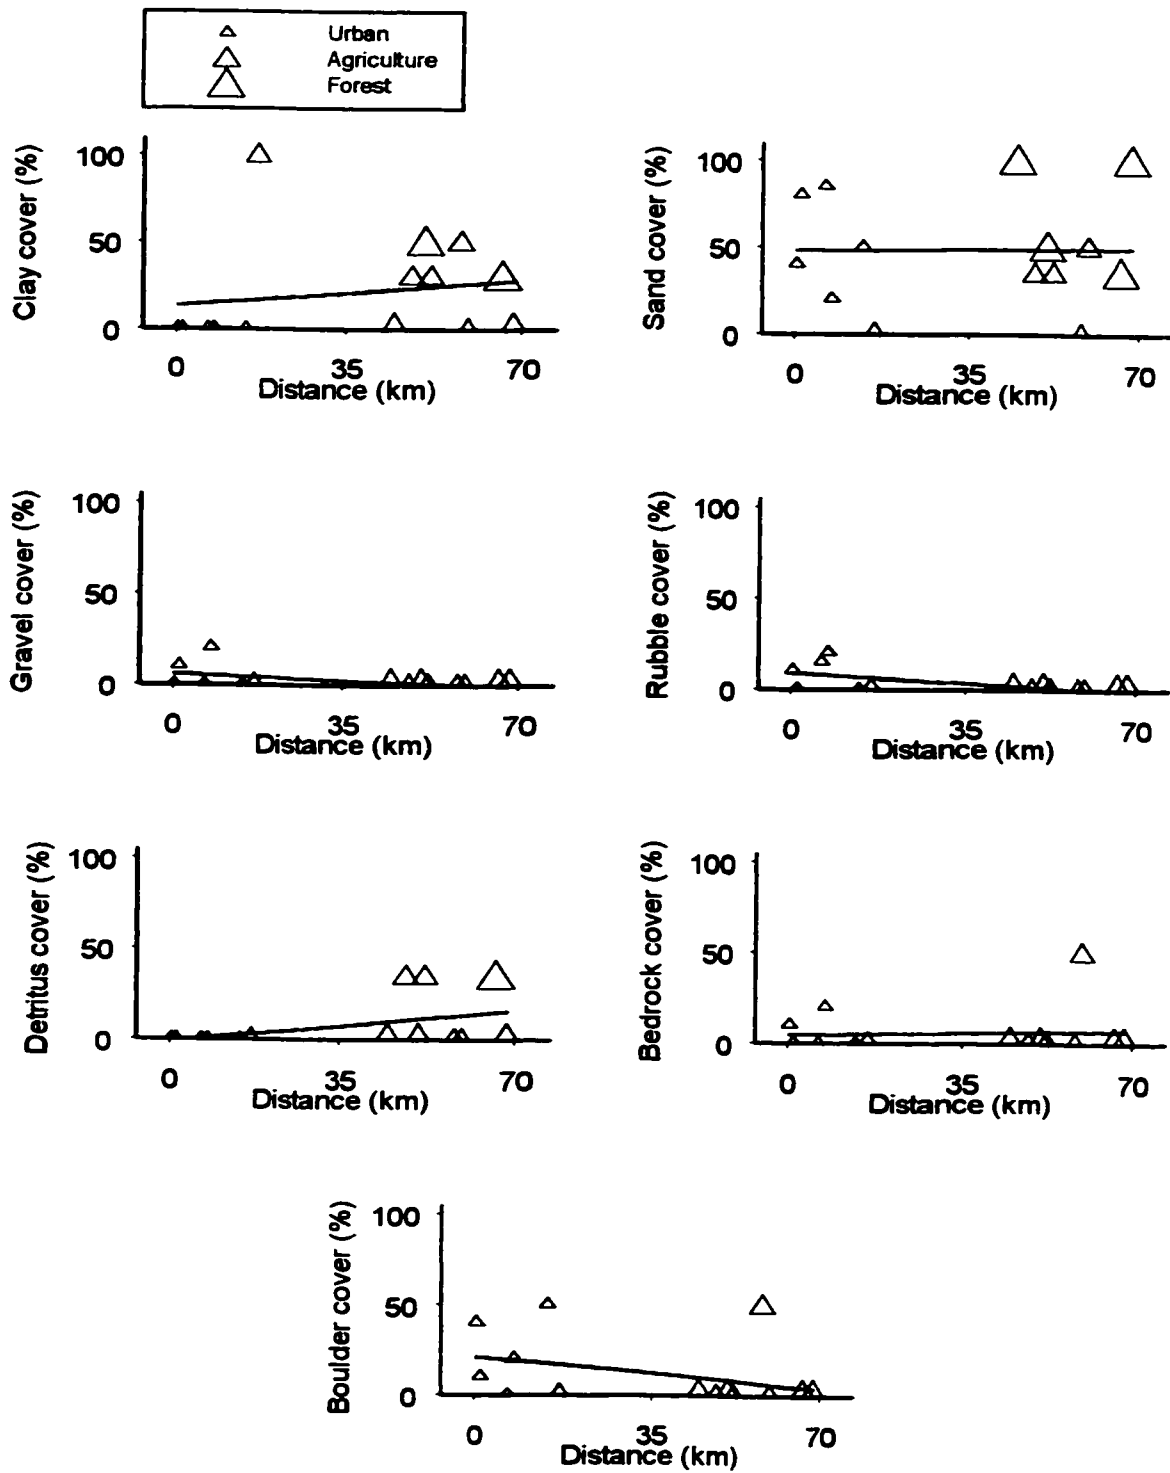 Urban
Agriculture
Forest
Clay cover (%)
100
50
0
0 35 70
Distance (km)
Sand cover (%)
100
50
0
0 35 70
Distance (km)
Gravel cover (%)
100
50
0
0 35 70
Distance (km)
Rubble cover (%)
100
50
0
0 35 70
Distance (km)
Detritus cover (%)
100
50
0
0 35 70
Distance (km)
Bedrock cover (%)
100
50
0
0 35 70
Distance (km)
Boulder cover (%)
100
50
0
0 35 70
Distance (km)